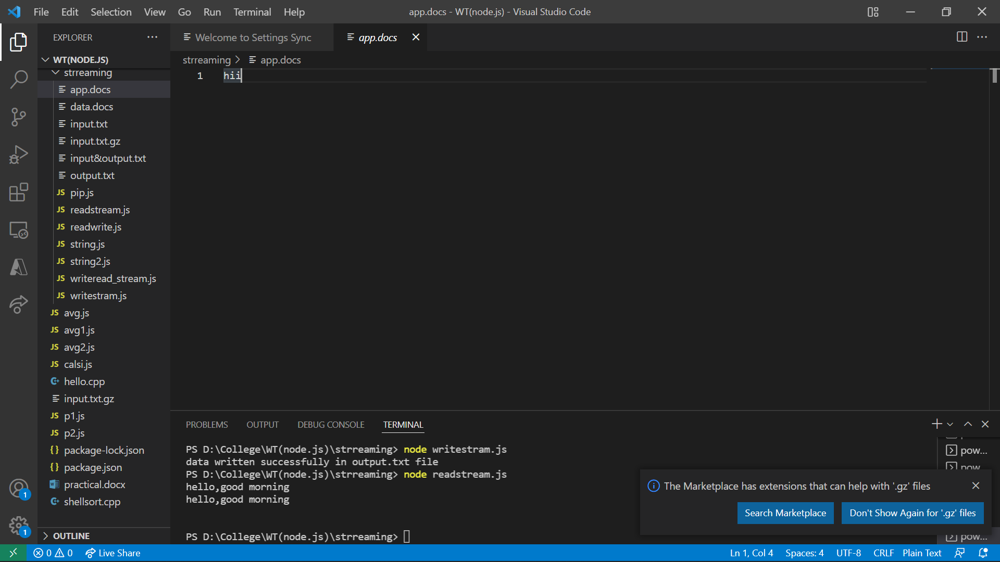 File Edit Selection View Go Run Terminal Help
app.docs - WT(node.js) - Visual Studio Code
EXPLORER
WT(NODE.JS)
strreaming
app.docs
data.docs
input.txt
input.txt.gz
input&output.txt
output.txt
JS pip.js
JS readstream.js
JS readwrite.js
JS string.js
JS string2.js
JS writeread_stream.js
JS writestram.js
JS avg.js
JS avg1.js
JS avg2.js
JS calsi.js
hello.cpp
input.txt.gz
JS p1.js
JS p2.js
{} package-lock.json
{} package.json
practical.docx
shellsort.cpp
OUTLINE
1
1
Welcome to Settings Sync
app.docs
strreaming > app.docs
1 hii
PROBLEMS OUTPUT DEBUG CONSOLE TERMINAL
PS D:\College\WT(node.js)\strreaming> node writestram.js
data written successfully in output.txt file
PS D:\College\WT(node.js)\strreaming> node readstream.js
hello,good morning
hello,good morning
PS D:\College\WT(node.js)\strreaming>
pow...
pow
pow...
The Marketplace has extensions that can help with '.gz' files
Search Marketplace
Don't Show Again for '.gz' files
0 0 Live Share
Ln 1, Col 4 Spaces: 4 UTF-8 CRLF Plain Text